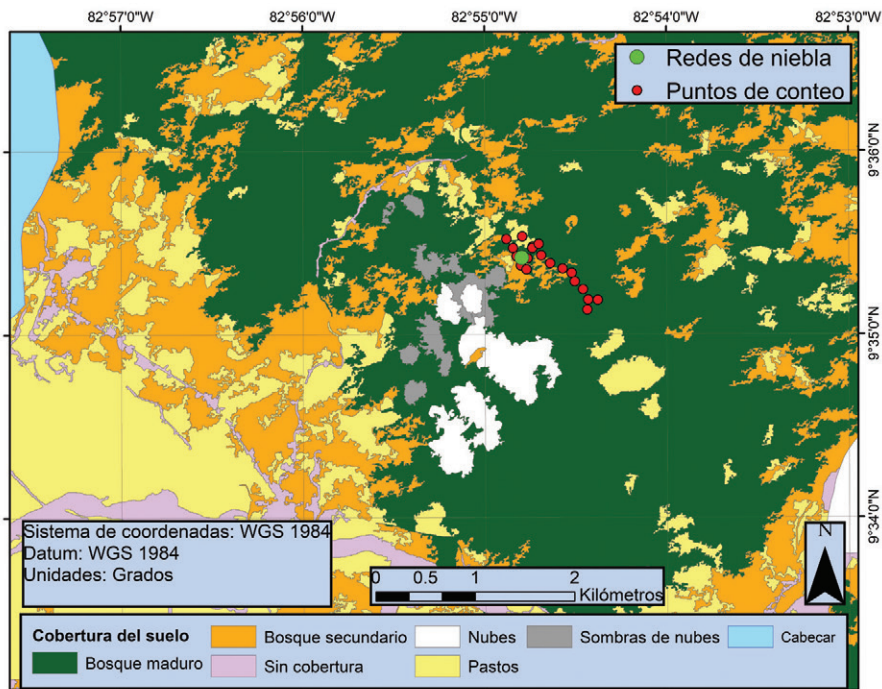 82°57'0"W 82°56'0"W 82°55'0"W 82°54'0"W 82°53'0"W
Redes de niebla
Puntos de conteo
9°36'0"N
9°35'0"N
9°34'0"N
Sistema de coordenadas: WGS 1984
Datum: WGS 1984
Unidades: Grados
0 0.5 1 2
Kilómetros
N
Cobertura del suelo
Bosque maduro
Bosque secundario
Sin cobertura
Nubes
Pastos
Sombras de nubes
Cabecar